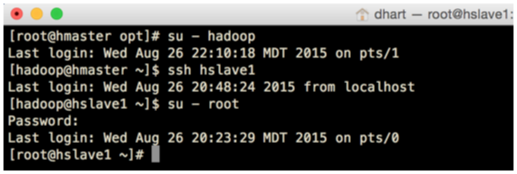 dhart — root@hslave1:
[root@hmaster opt]# su - hadoop
Last login: Wed Aug 26 22:10:18 MDT 2015 on pts/1
[hadoop@hmaster ~]$ ssh hslave1
Last login: Wed Aug 26 20:48:24 2015 from localhost
[hadoop@hslave1 ~]$ su - root
Password:
Last login: Wed Aug 26 20:23:29 MDT 2015 on pts/0
[root@hslave1 ~]#